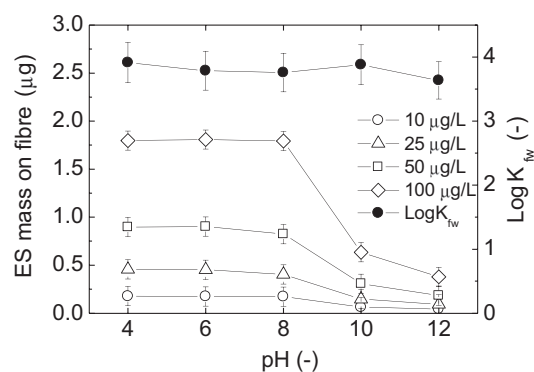 ES mass on fibre (μg)
3.0
2.5
2.0
1.5
1.0
0.5
0.0
10 μg/L
25 μg/L
50 μg/L
100 μg/L
LogK_fw
4
3
2
1
0
LogK_fw (-)
4 6 8 10 12
pH (-)